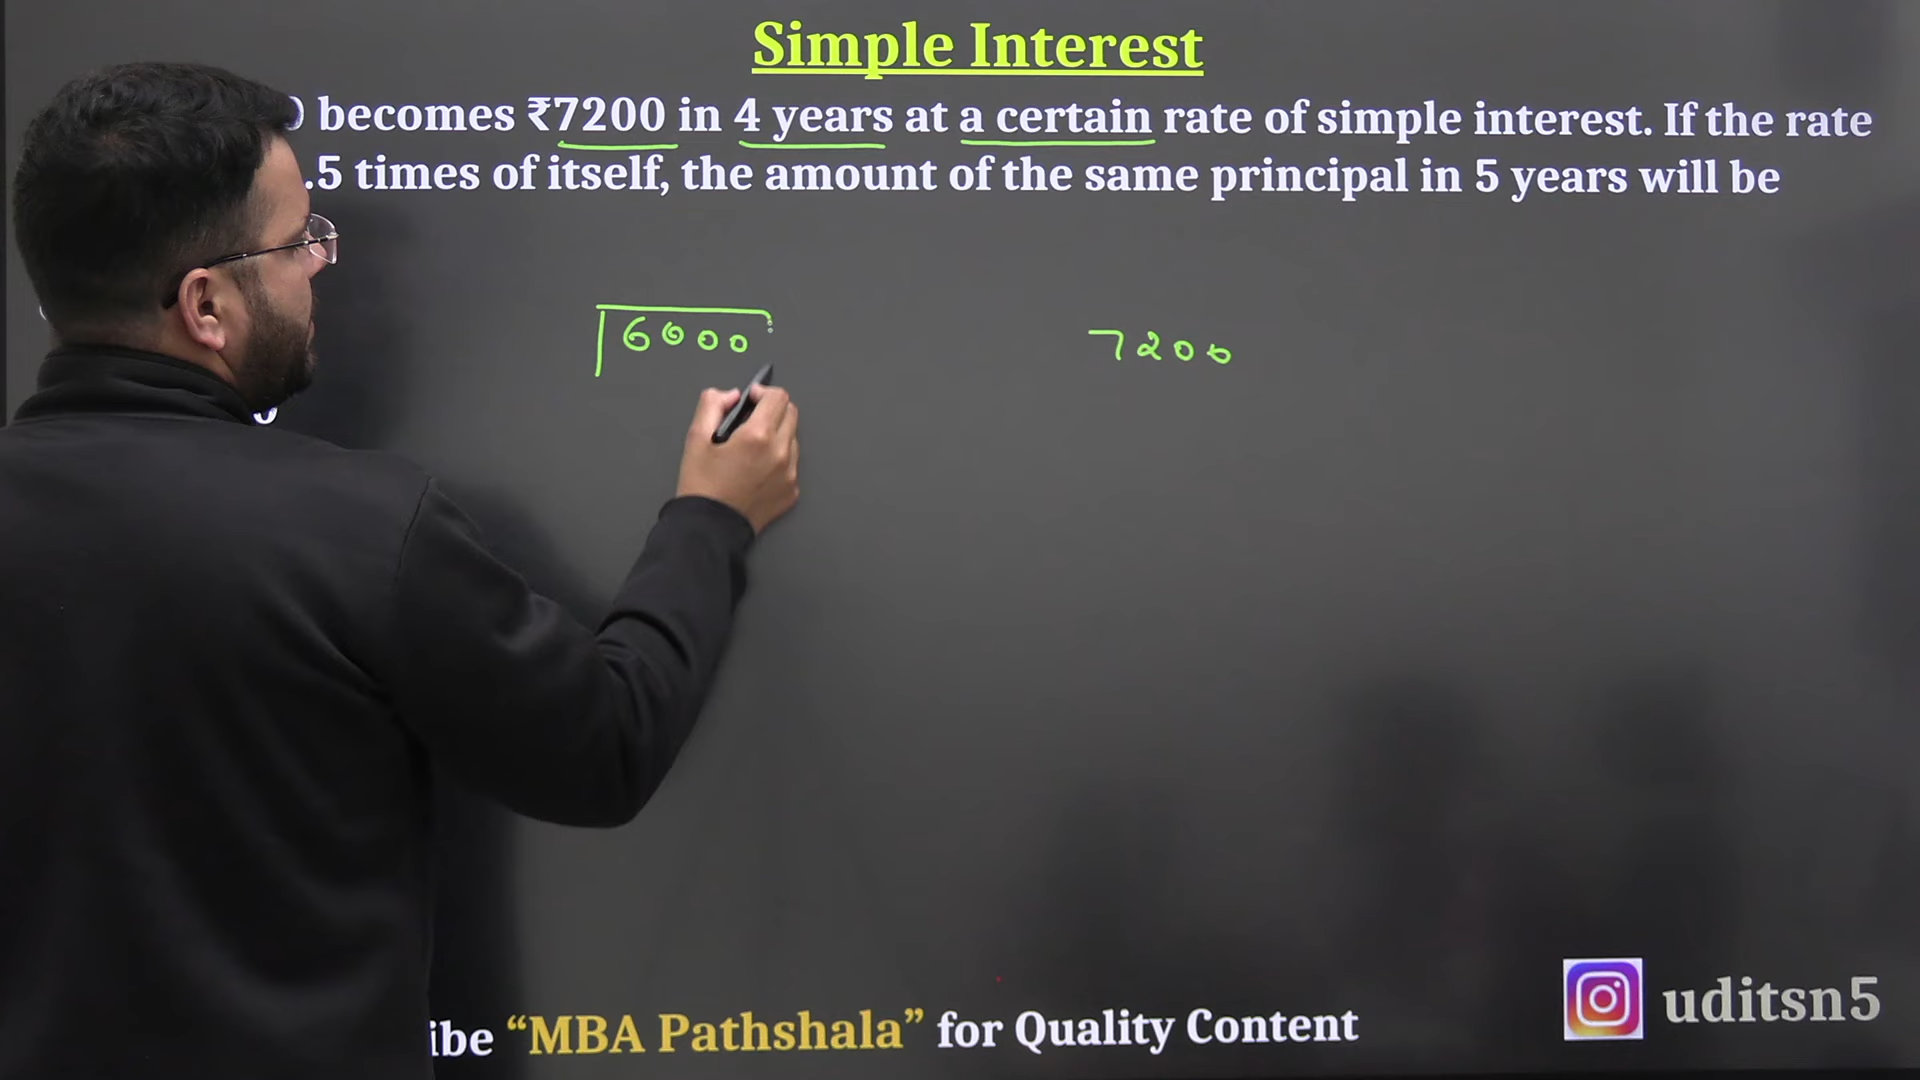 Simple Interest
0 becomes ₹7200 in 4 years at a certain rate of simple interest. If the rate
.5 times of itself, the amount of the same principal in 5 years will be
6000 7200
ibe “MBA Pathshala” for Quality Content
uditsn5